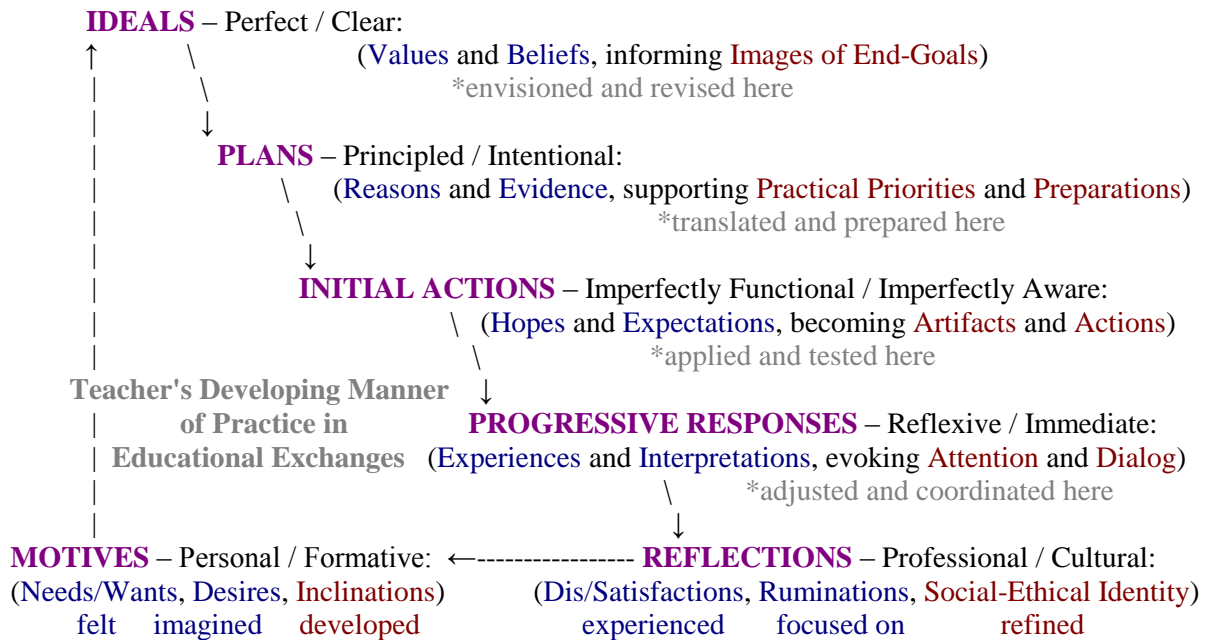 IDEALS – Perfect / Clear:
(Values and Beliefs, informing Images of End-Goals)
*envisioned and revised here
PLANS – Principled / Intentional:
(Reasons and Evidence, supporting Practical Priorities and Preparations)
*translated and prepared here
INITIAL ACTIONS – Imperfectly Functional / Imperfectly Aware:
(Hopes and Expectations, becoming Artifacts and Actions)
*applied and tested here
Teacher's Developing Manner
of Practice in
Educational Exchanges
PROGRESSIVE RESPONSES – Reflexive / Immediate:
(Experiences and Interpretations, evoking Attention and Dialog)
*adjusted and coordinated here
MOTIVES – Personal / Formative:
(Needs/Wants, Desires, Inclinations)
felt imagined developed
REFLECTIONS – Professional / Cultural:
(Dis/Satisfactions, Ruminations, Social-Ethical Identity)
experienced focused on refined